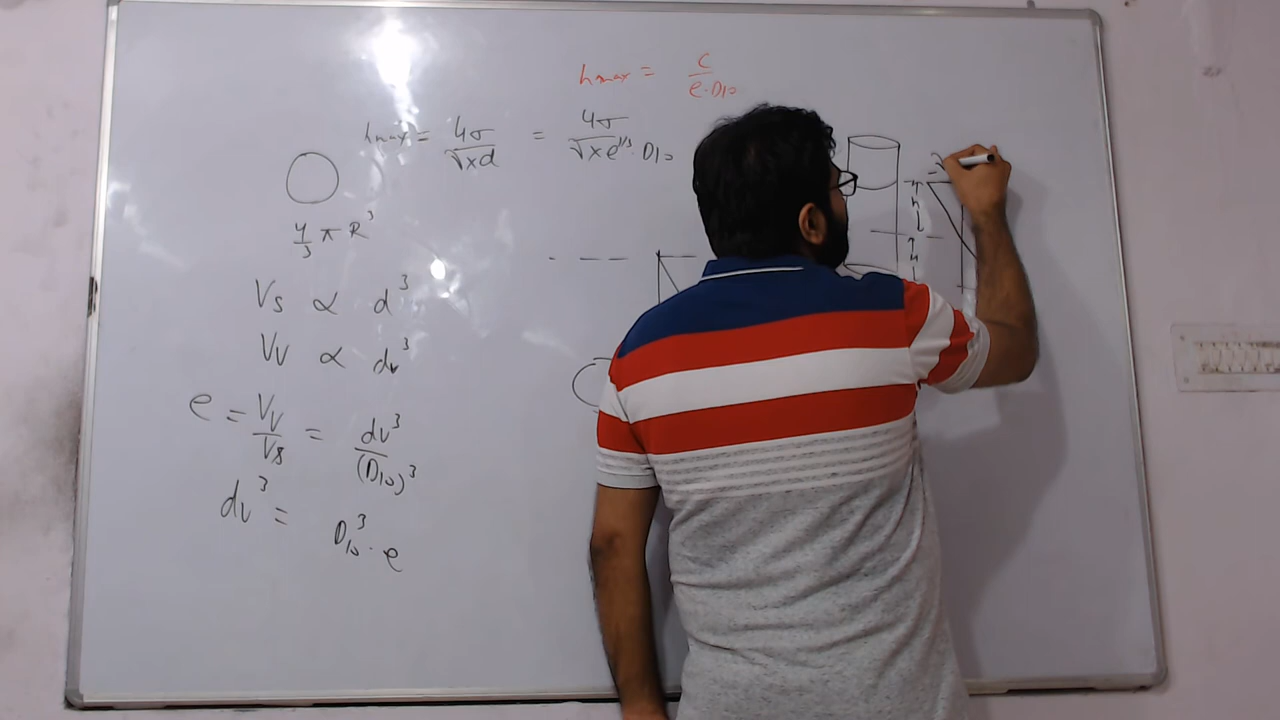 hmax = C / e·D10
hmax = 4σ / γ x d = 4σ / γ x e^1/3 · D10
4/3 π R³
Vs ∝ d³
Vv ∝ dv³
e = Vv / Vs = dv³ / (D10)³
dv³ = D10³ · e